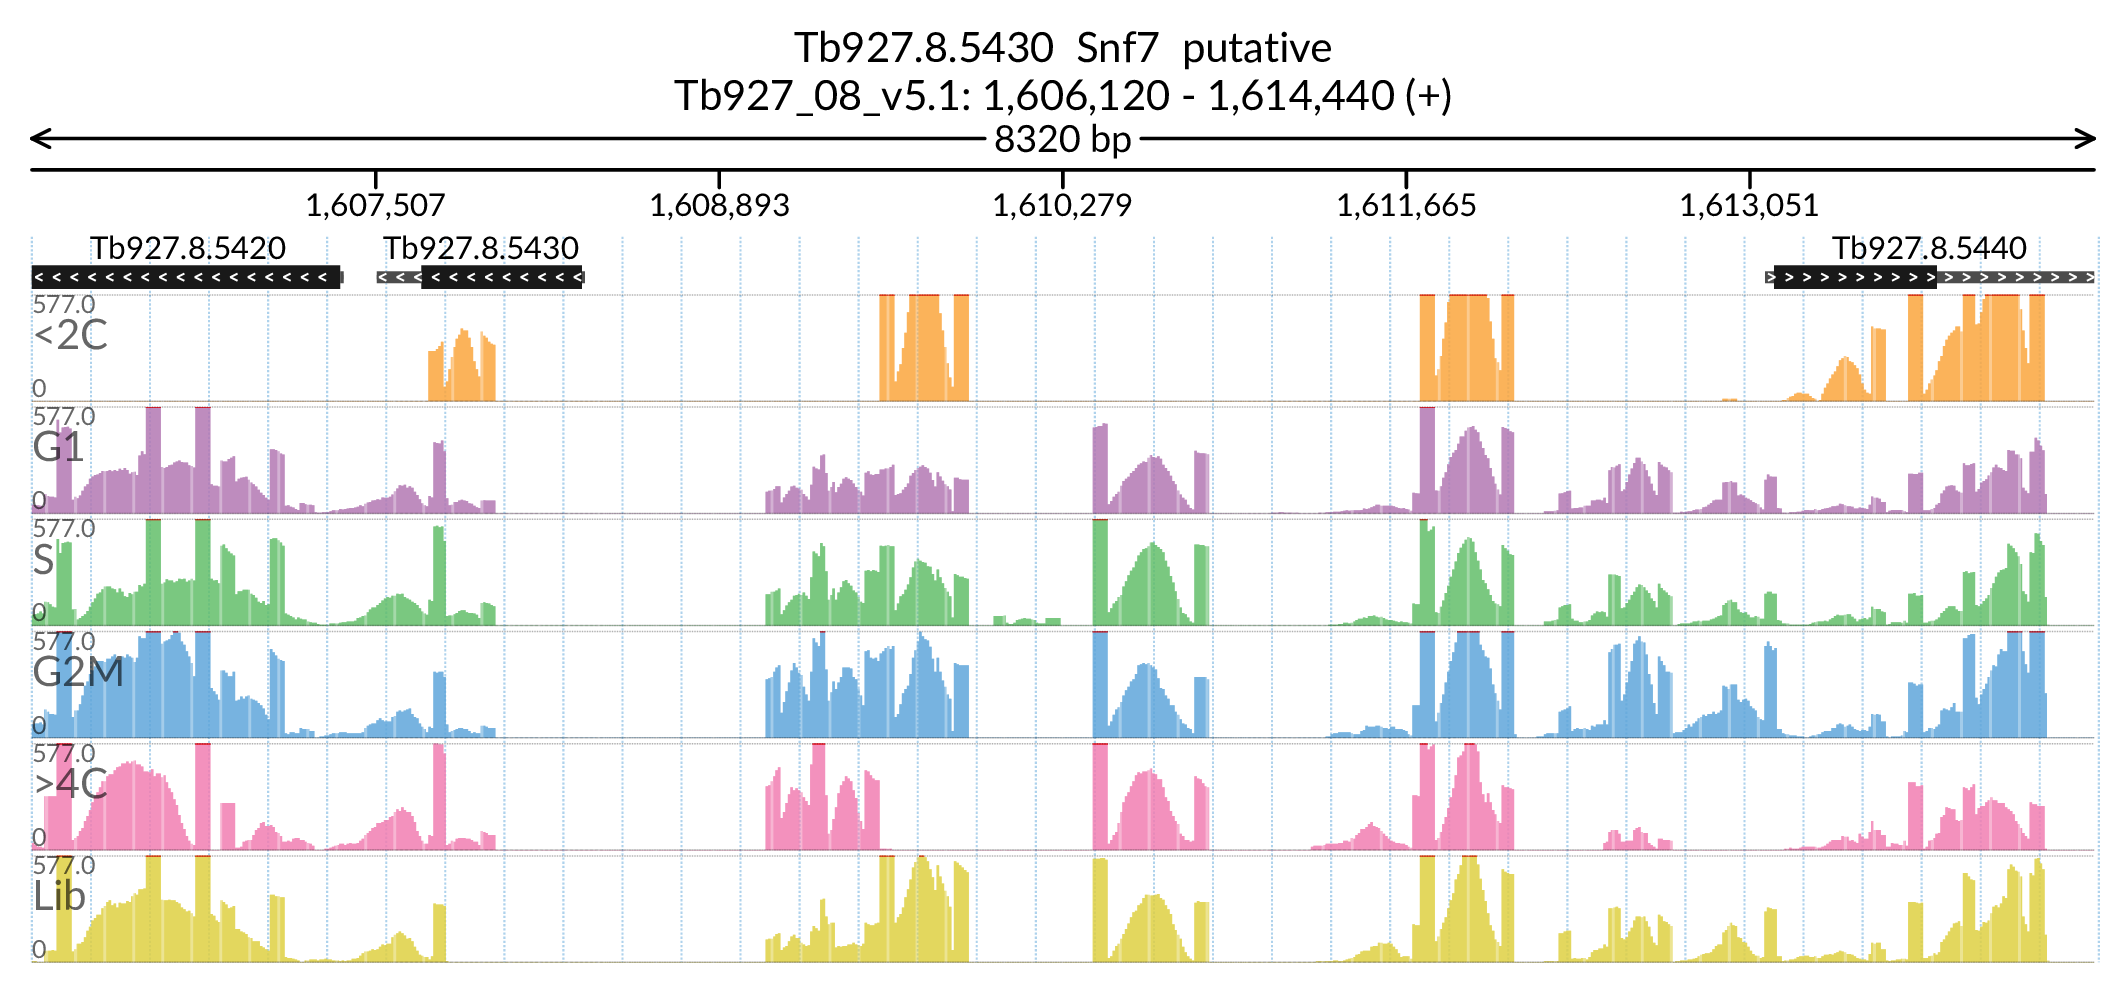 Tb927.8.5430 Snf7 putative
Tb927_08_v5.1: 1,606,120 - 1,614,440 (+)
8320 bp
1,607,507 1,608,893 1,610,279 1,611,665 1,613,051
Tb927.8.5420 Tb927.8.5430 Tb927.8.5440
577.0
<2C
0
577.0
G1
0
577.0
S
0
577.0
G2M
0
577.0
>4C
0
577.0
Lib
0